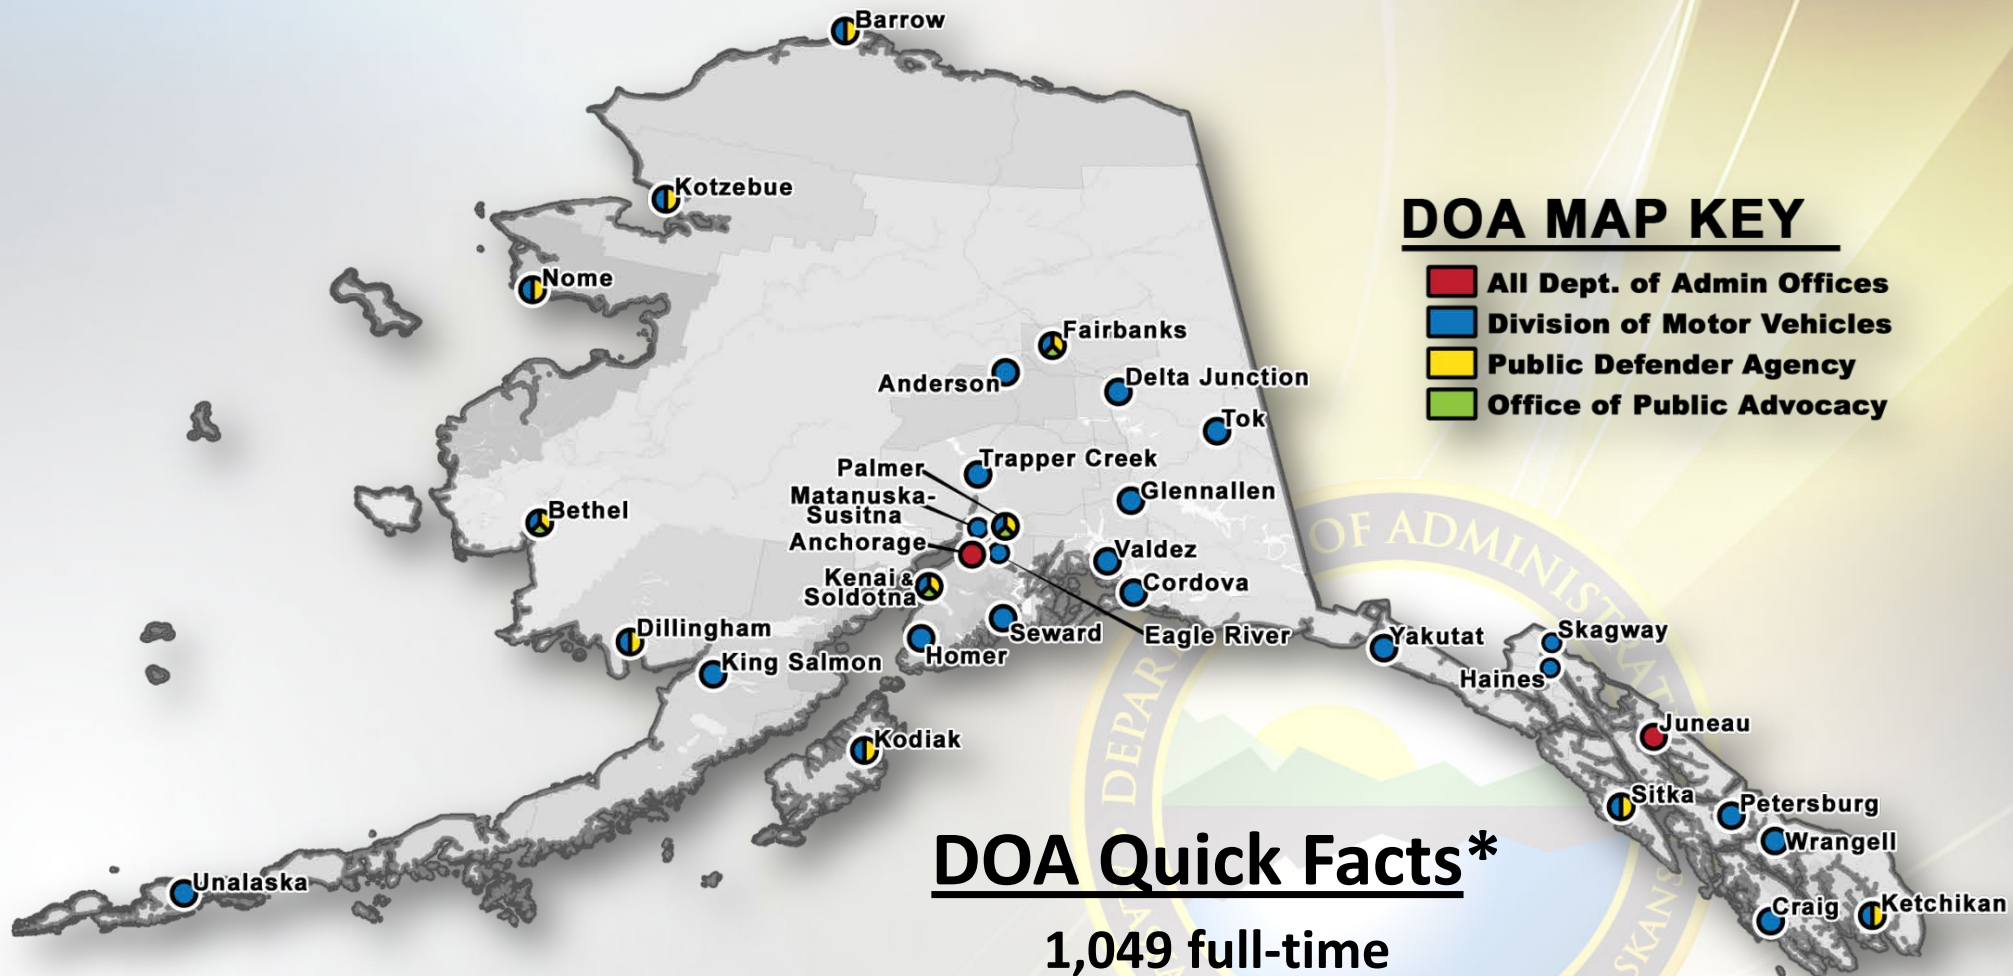 Barrow
Kotzebue
Nome
DOA MAP KEY
All Dept. of Admin Offices
Division of Motor Vehicles
Public Defender Agency
Office of Public Advocacy
Fairbanks
Anderson
Delta Junction
Tok
Trapper Creek
Palmer
Matanuska-
Susitna
Glennallen
Bethel
Anchorage
Valdez
Kenai &
Soldotna
Cordova
Dillingham
Seward
Eagle River
Homer
King Salmon
Yakutat
Skagway
Haines
Kodiak
Juneau
Sitka
Petersburg
Wrangell
Unalaska
Craig
Ketchikan
OF ADMINISTRAT
DEPAR
DOA Quick Facts*
1,049 full-time